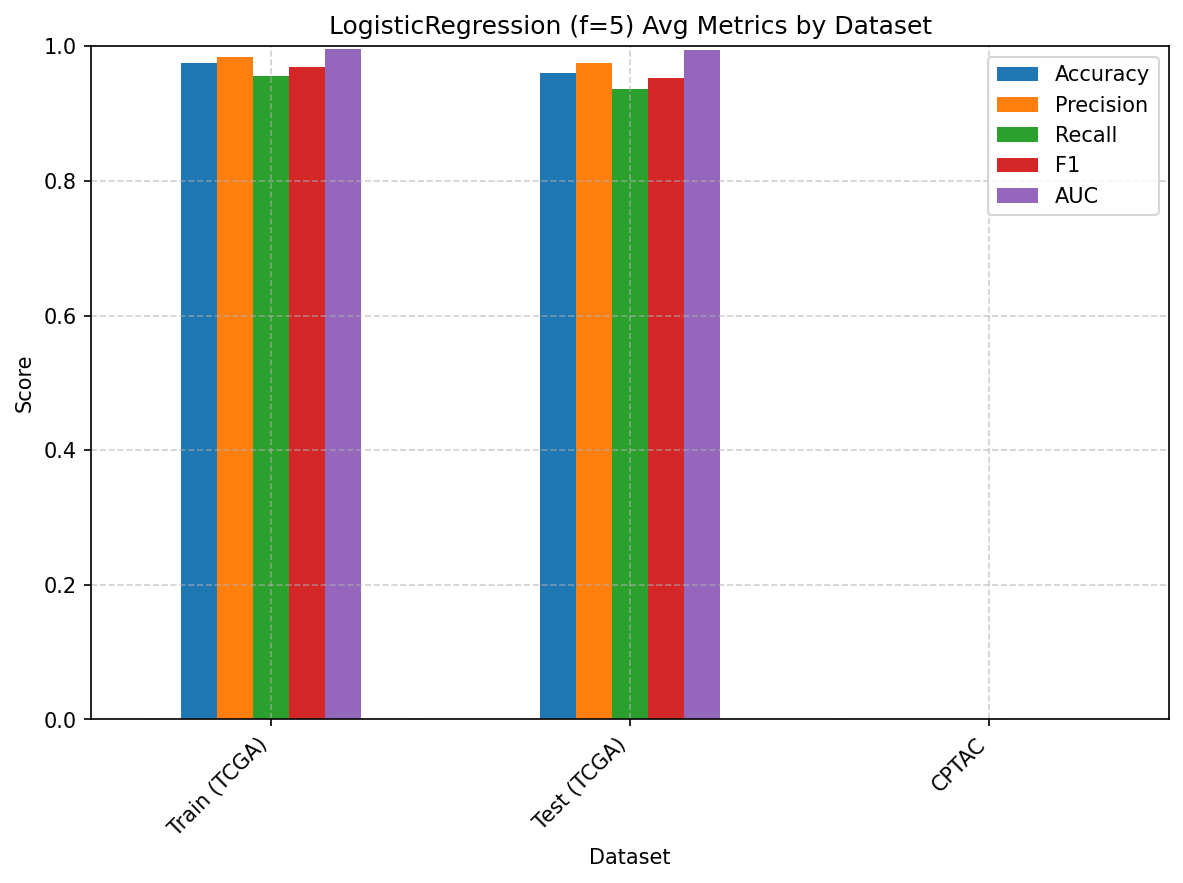 LogisticRegression (f=5) Avg Metrics by Dataset
1.0
0.8
0.6
0.4
0.2
0.0
Score
Accuracy
Precision
Recall
F1
AUC
Train (TCGA)
Test (TCGA)
CPTAC
Dataset